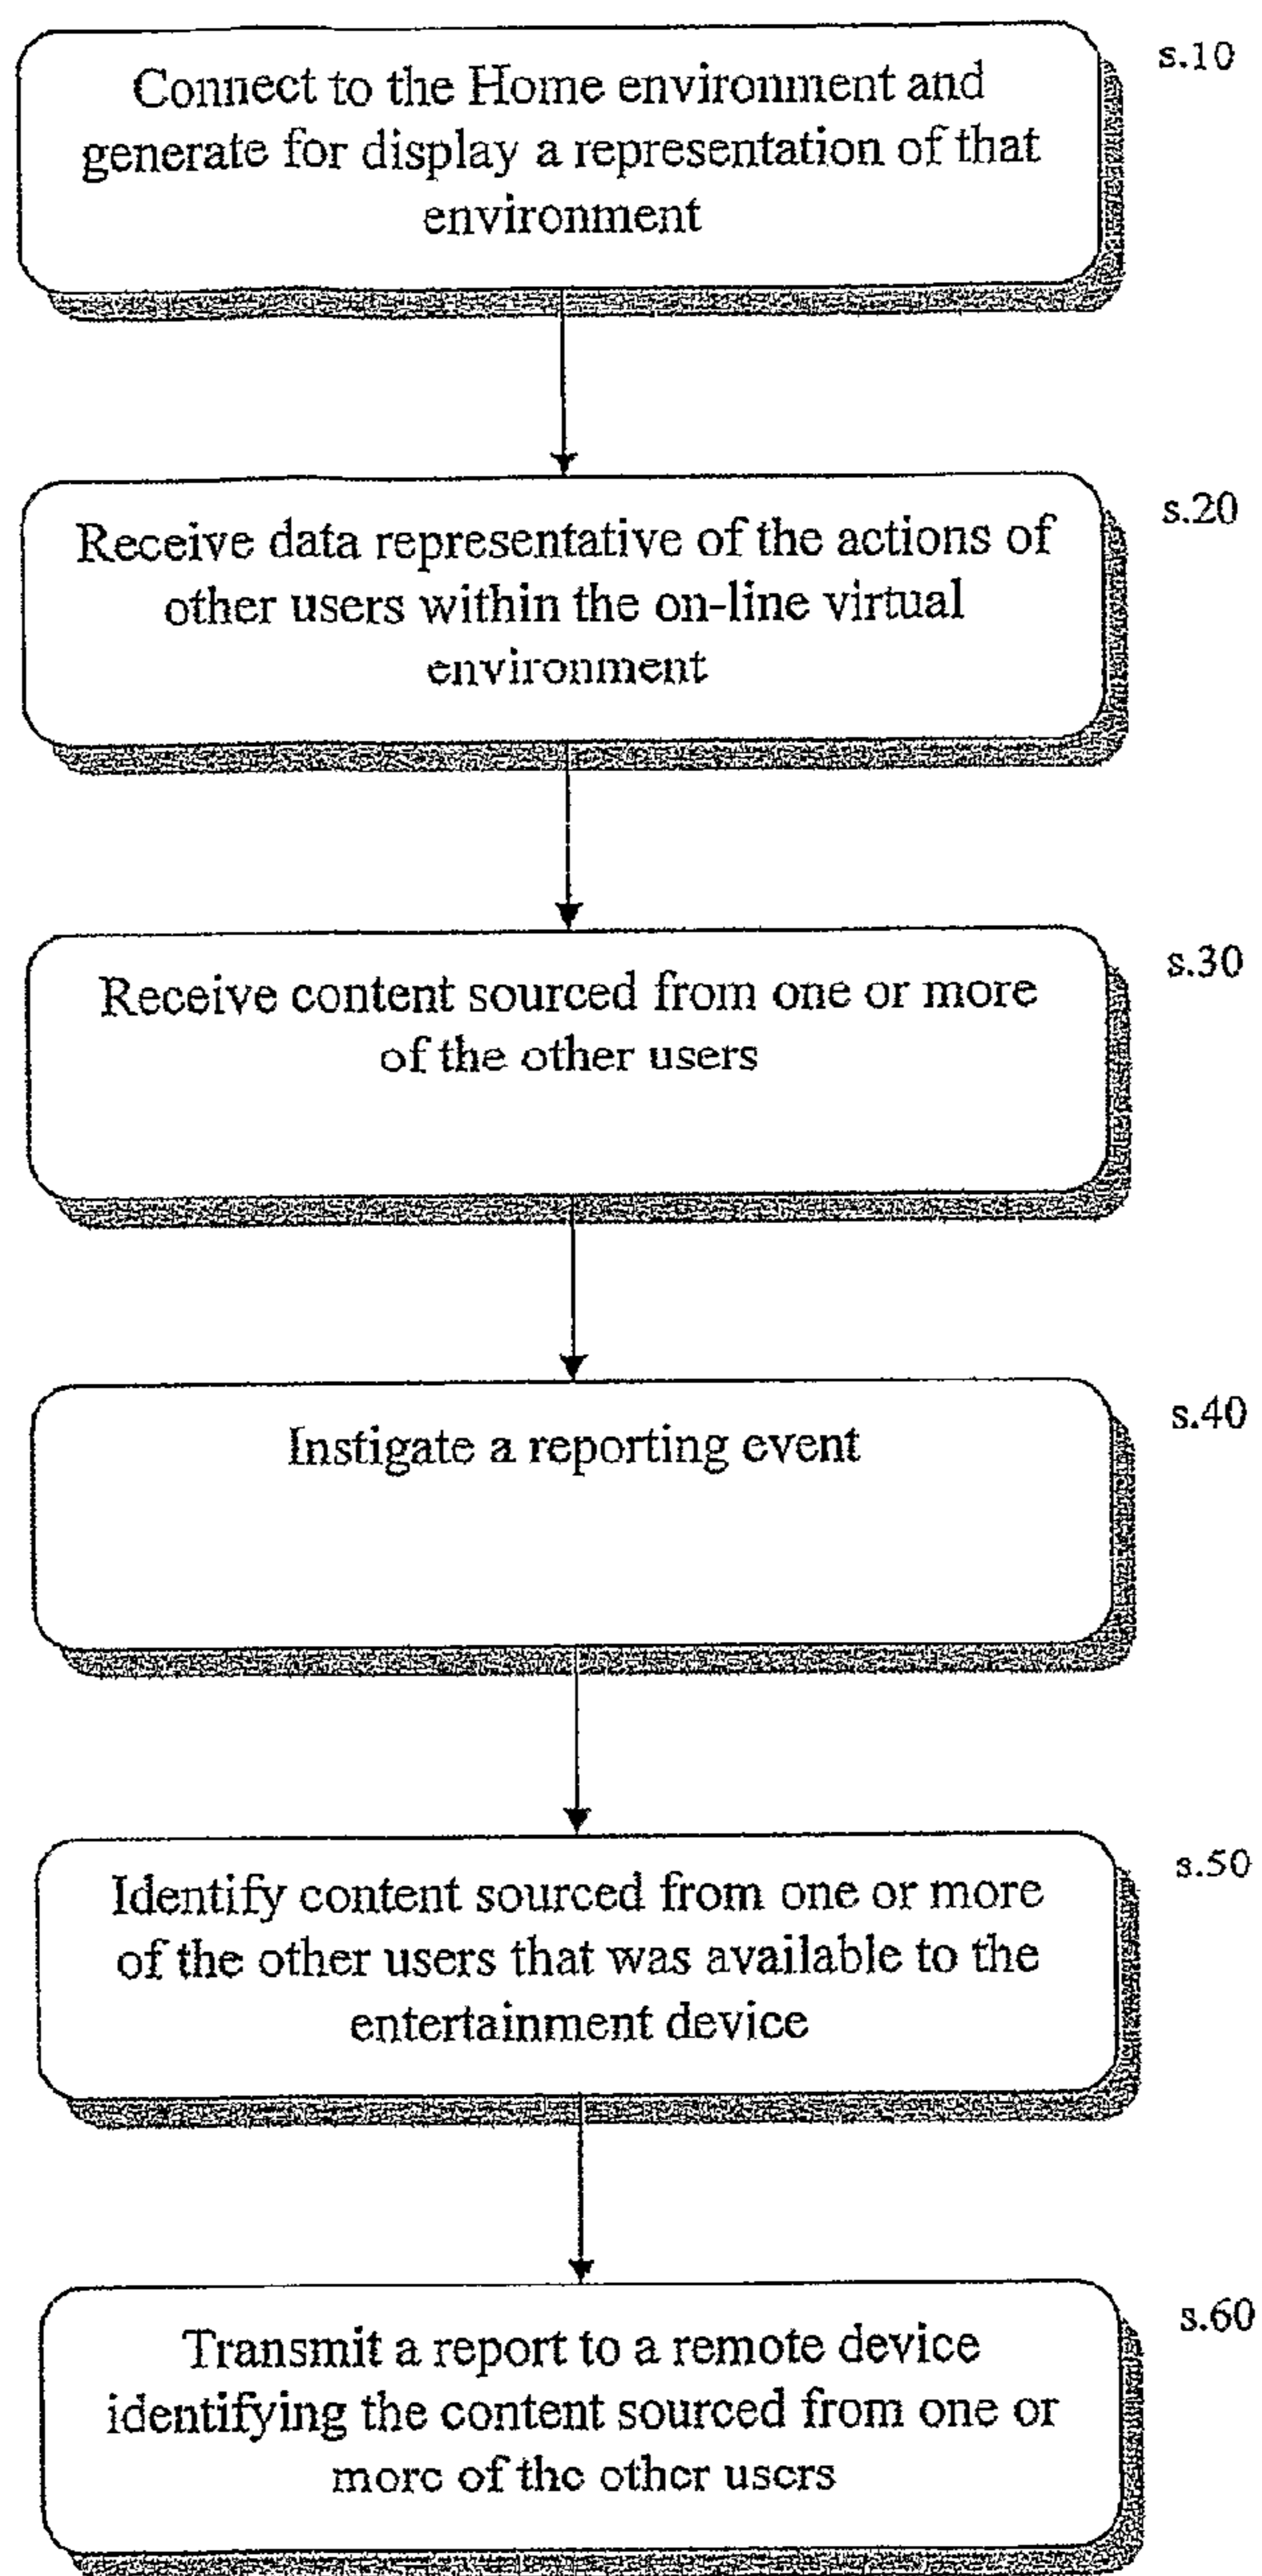 s.10
Connect to the Home environment and
generate for display a representation of that
environment
s.20
Receive data representative of the actions of
other users within the on-line virtual
environment
s.30
Receive content sourced from one or more
of the other users
s.40
Instigate a reporting event
s.50
Identify content sourced from one or more
of the other users that was available to the
entertainment device
s.60
Transmit a report to a remote device
identifying the content sourced from one or
more of the other users